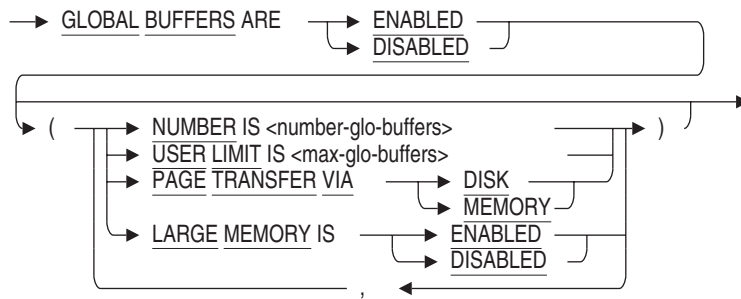 GLOBAL BUFFERS ARE ENABLED
DISABLED
( NUMBER IS <number-glo-buffers> )
USER LIMIT IS <max-glo-buffers>
PAGE TRANSFER VIA DISK
MEMORY
LARGE MEMORY IS ENABLED
DISABLED
,